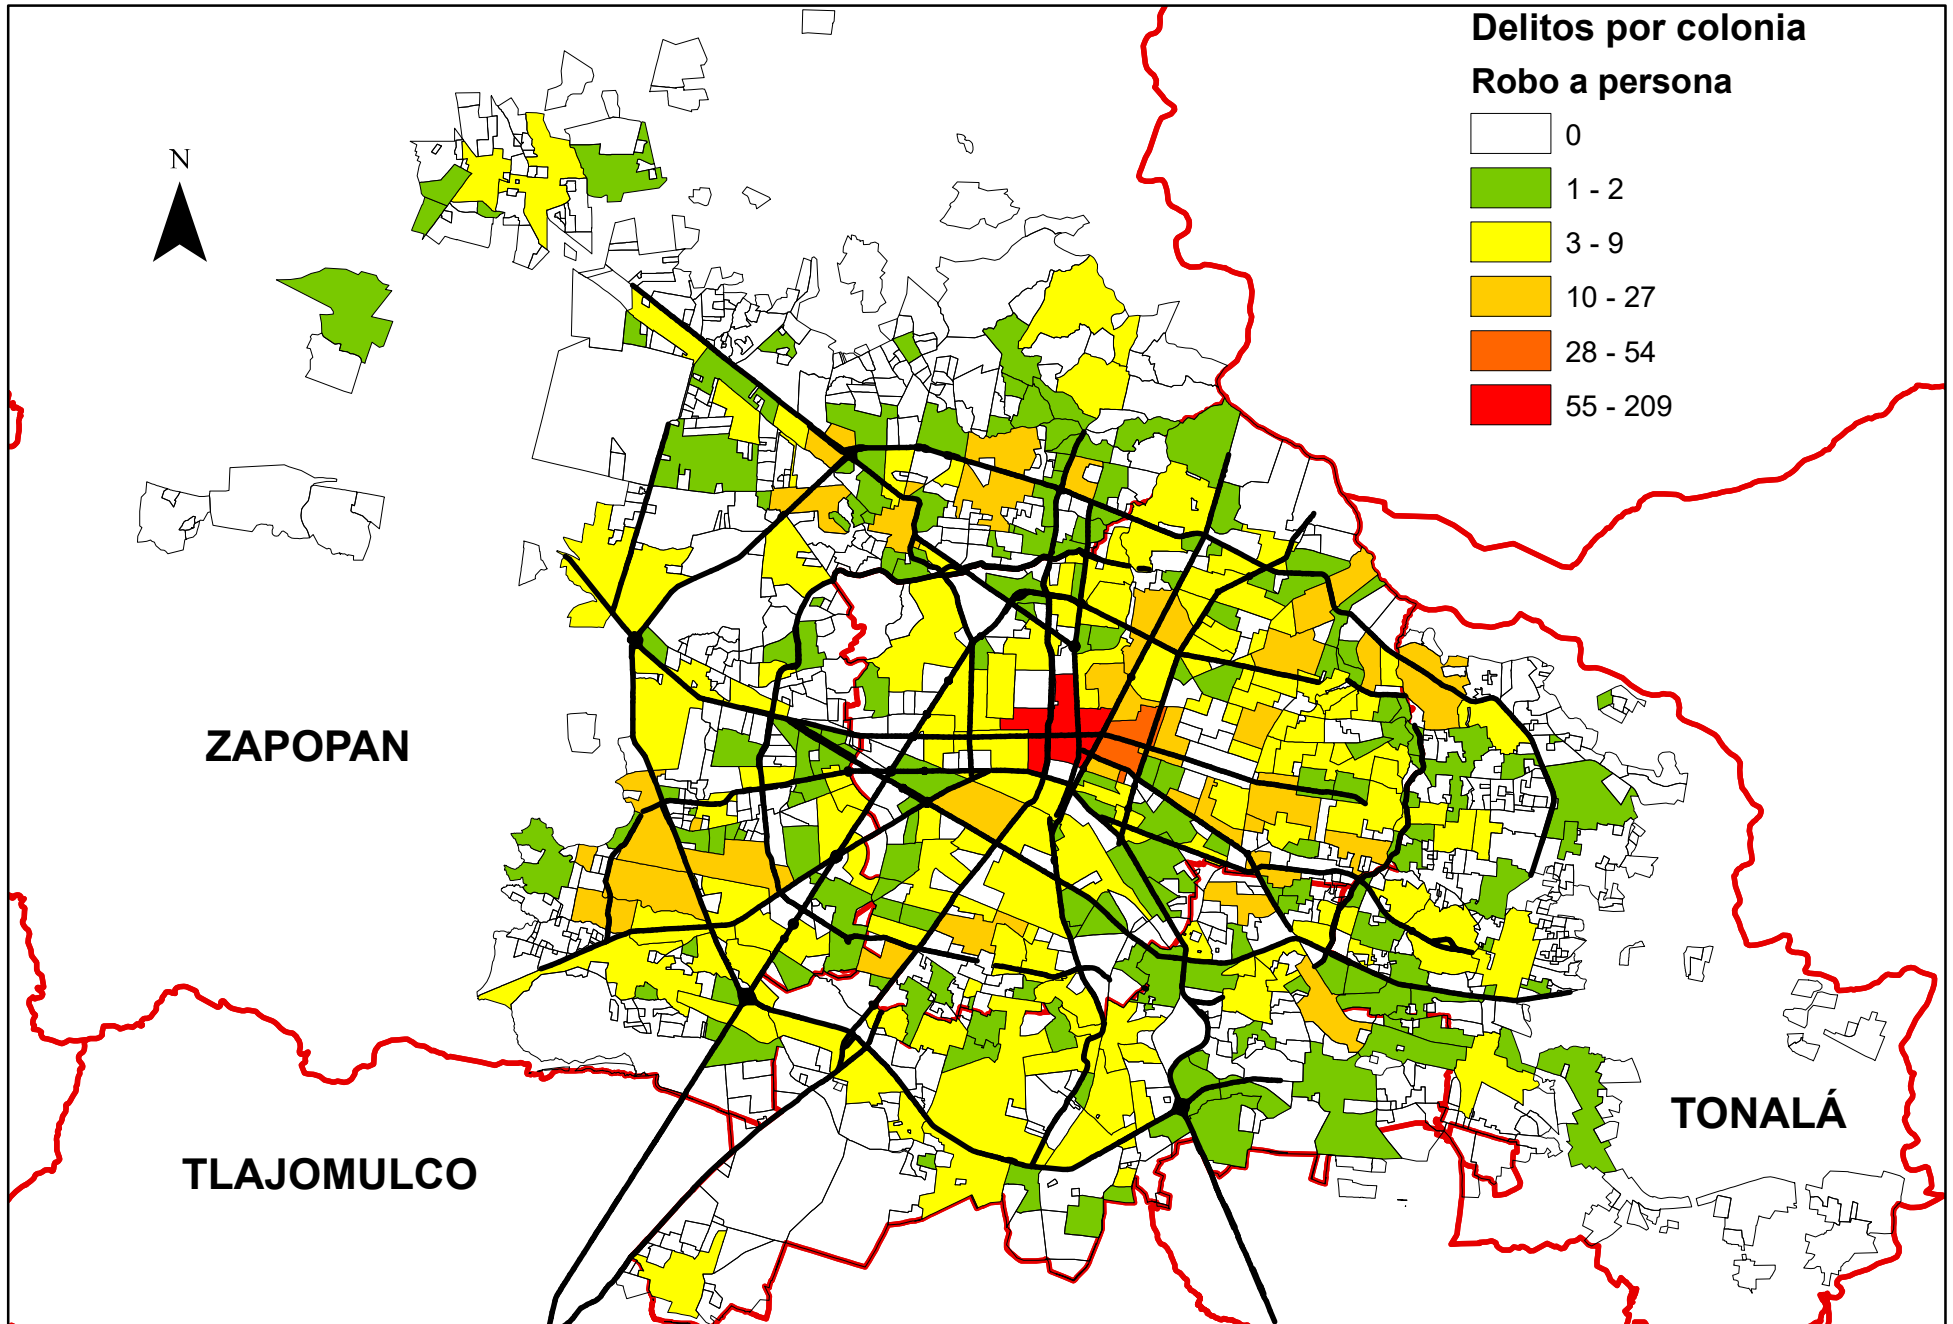 Delitos por colonia
Robo a persona
0
1 - 2
3 - 9
10 - 27
28 - 54
55 - 209
N
ZAPOPAN
TONALÁ
TLAJOMULCO